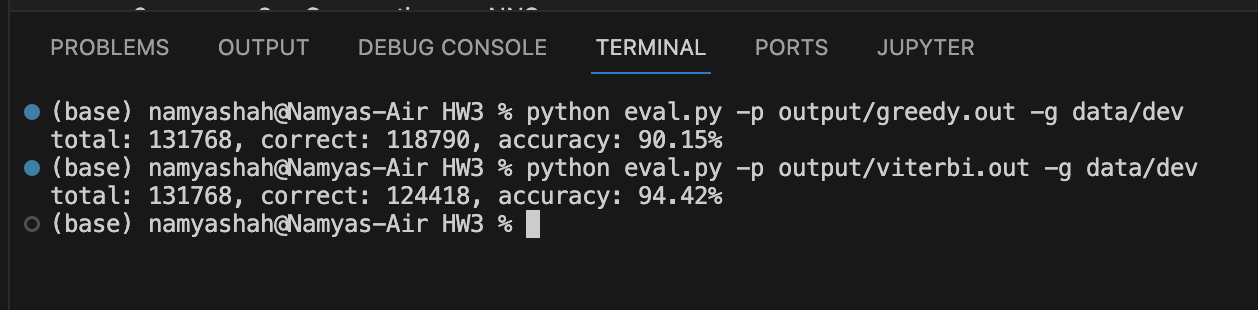 PROBLEMS OUTPUT DEBUG CONSOLE TERMINAL PORTS JUPYTER
(base) namyashah@Namyas-Air HW3 % python eval.py -p output/greedy.out -g data/dev
total: 131768, correct: 118790, accuracy: 90.15%
(base) namyashah@Namyas-Air HW3 % python eval.py -p output/viterbi.out -g data/dev
total: 131768, correct: 124418, accuracy: 94.42%
(base) namyashah@Namyas-Air HW3 %